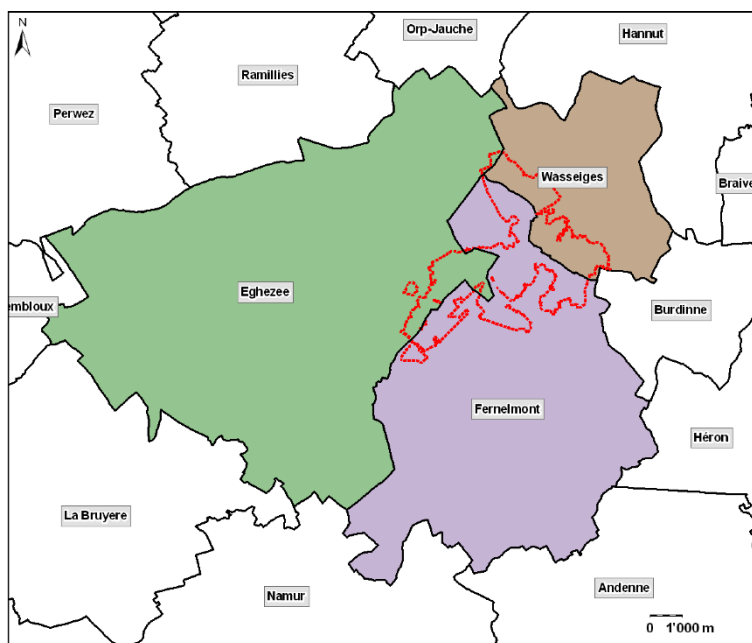 N
Orp-Jauche
Hannut
Ramillies
Perwez
Wasseiges
Braive
Eghezee
embloux
Burdinne
Fernelmont
Héron
La Bruyere
Andenne
Namur
0 1'000 m